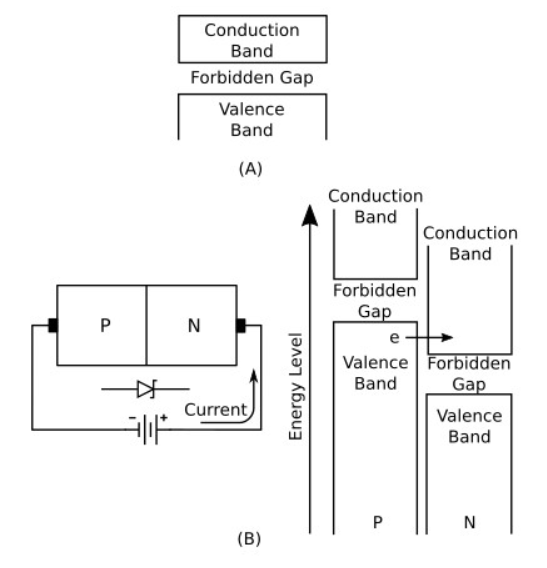 Conduction
Band
Forbidden Gap
Valence
Band
(A)
P
N
Current
- +
Energy Level
Conduction
Band
Forbidden
Gap
e
Valence
Band
P
Conduction
Band
Forbidden
Gap
Valence
Band
N
(B)